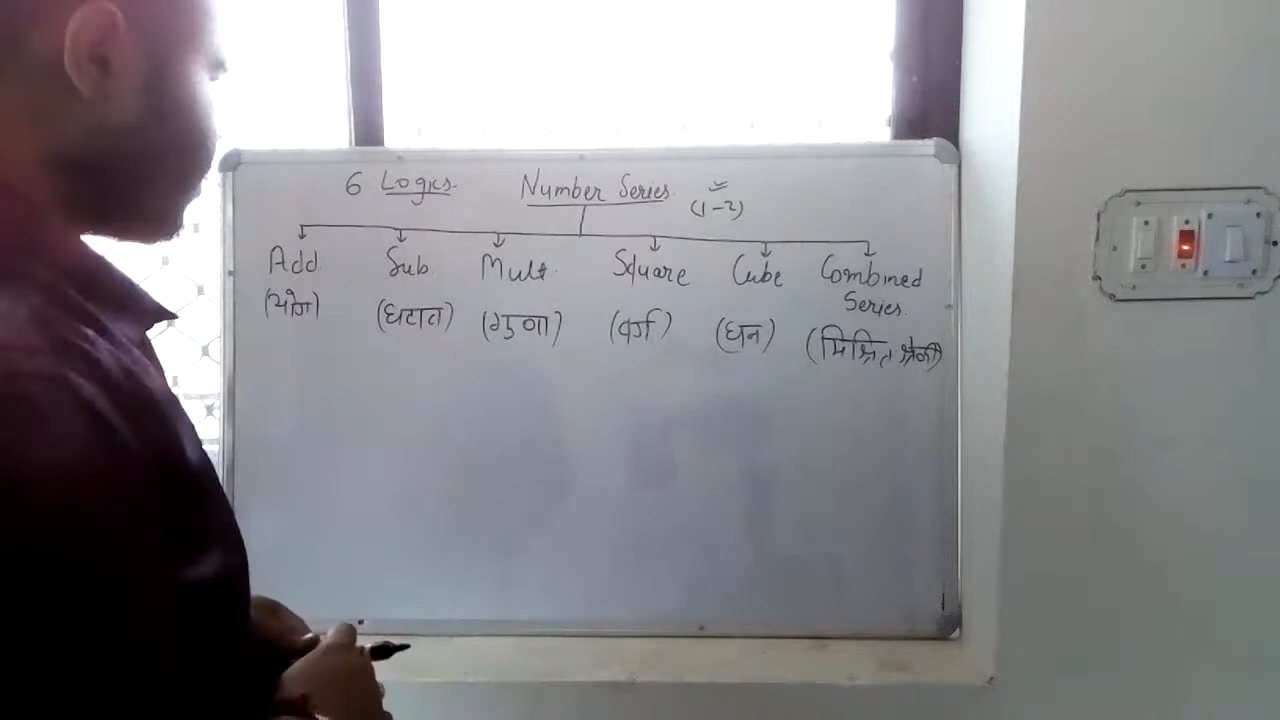 6 Logics. Number Series. (1-2)
Add Sub. Mult. Square Cube Combined
Series.
(योग) (घटाव) (गुणा) (वर्ग) (घन) (मिश्रित श्रेणी)